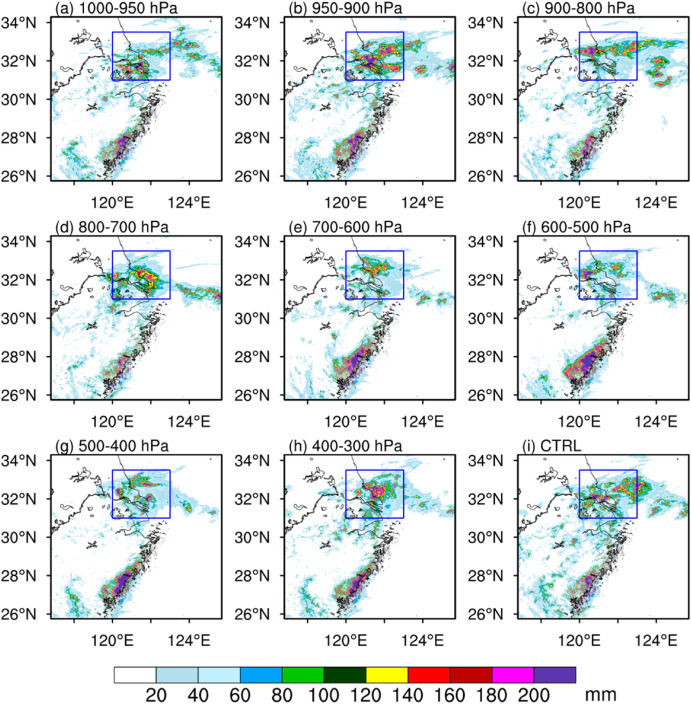 (a) 1000-950 hPa (b) 950-900 hPa (c) 900-800 hPa
34°N 34°N 34°N
32°N 32°N 32°N
30°N 30°N 30°N
28°N 28°N 28°N
26°N 26°N 26°N
120°E 124°E 120°E 124°E 120°E 124°E
(d) 800-700 hPa (e) 700-600 hPa (f) 600-500 hPa
34°N 34°N 34°N
32°N 32°N 32°N
30°N 30°N 30°N
28°N 28°N 28°N
26°N 26°N 26°N
120°E 124°E 120°E 124°E 120°E 124°E
(g) 500-400 hPa (h) 400-300 hPa (i) CTRL
34°N 34°N 34°N
32°N 32°N 32°N
30°N 30°N 30°N
28°N 28°N 28°N
26°N 26°N 26°N
120°E 124°E 120°E 124°E 120°E 124°E
20 40 60 80 100 120 140 160 180 200 mm